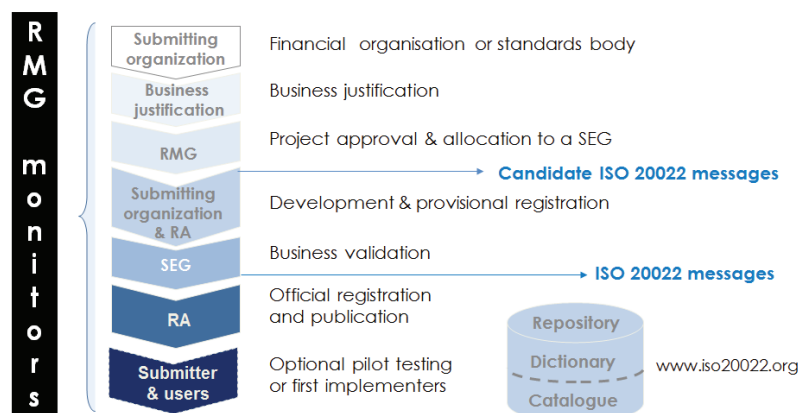 RMG monitors
Submitting
organization
Financial organisation or standards body
Business
justification
Business justification
RMG
Project approval & allocation to a SEG
Candidate ISO 20022 messages
Submitting
organization
& RA
Development & provisional registration
SEG
Business validation
ISO 20022 messages
RA
Official registration
and publication
Submitter
& users
Optional pilot testing
or first implementers
Repository
Dictionary
Catalogue
www.iso20022.org